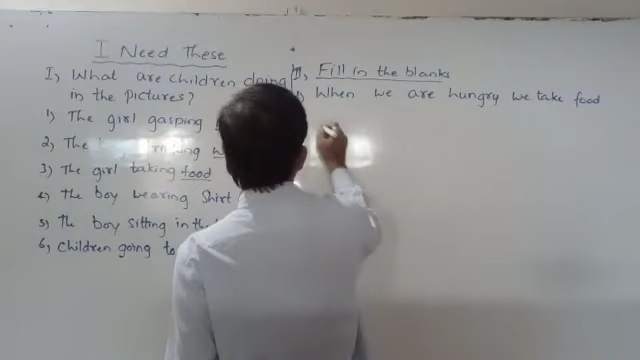 I Need These
I, What are children doing
in the Pictures?
1) The girl gasping
2) The
3) The girl taking food
4) The boy bearing Shirt
5) The boy Sitting in the
6) Children going to
II, Fill in the blanks
When we are hungry we take food